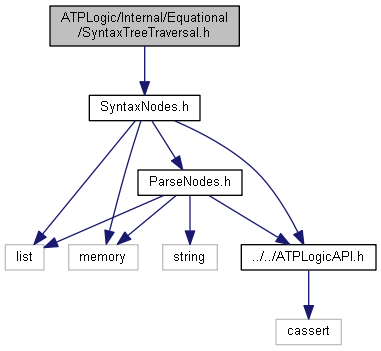 ATPLogic/Internal/Equational
/SyntaxTreeTraversal.h
SyntaxNodes.h
ParseNodes.h
list
memory
string
../../ATPLogicAPI.h
cassert